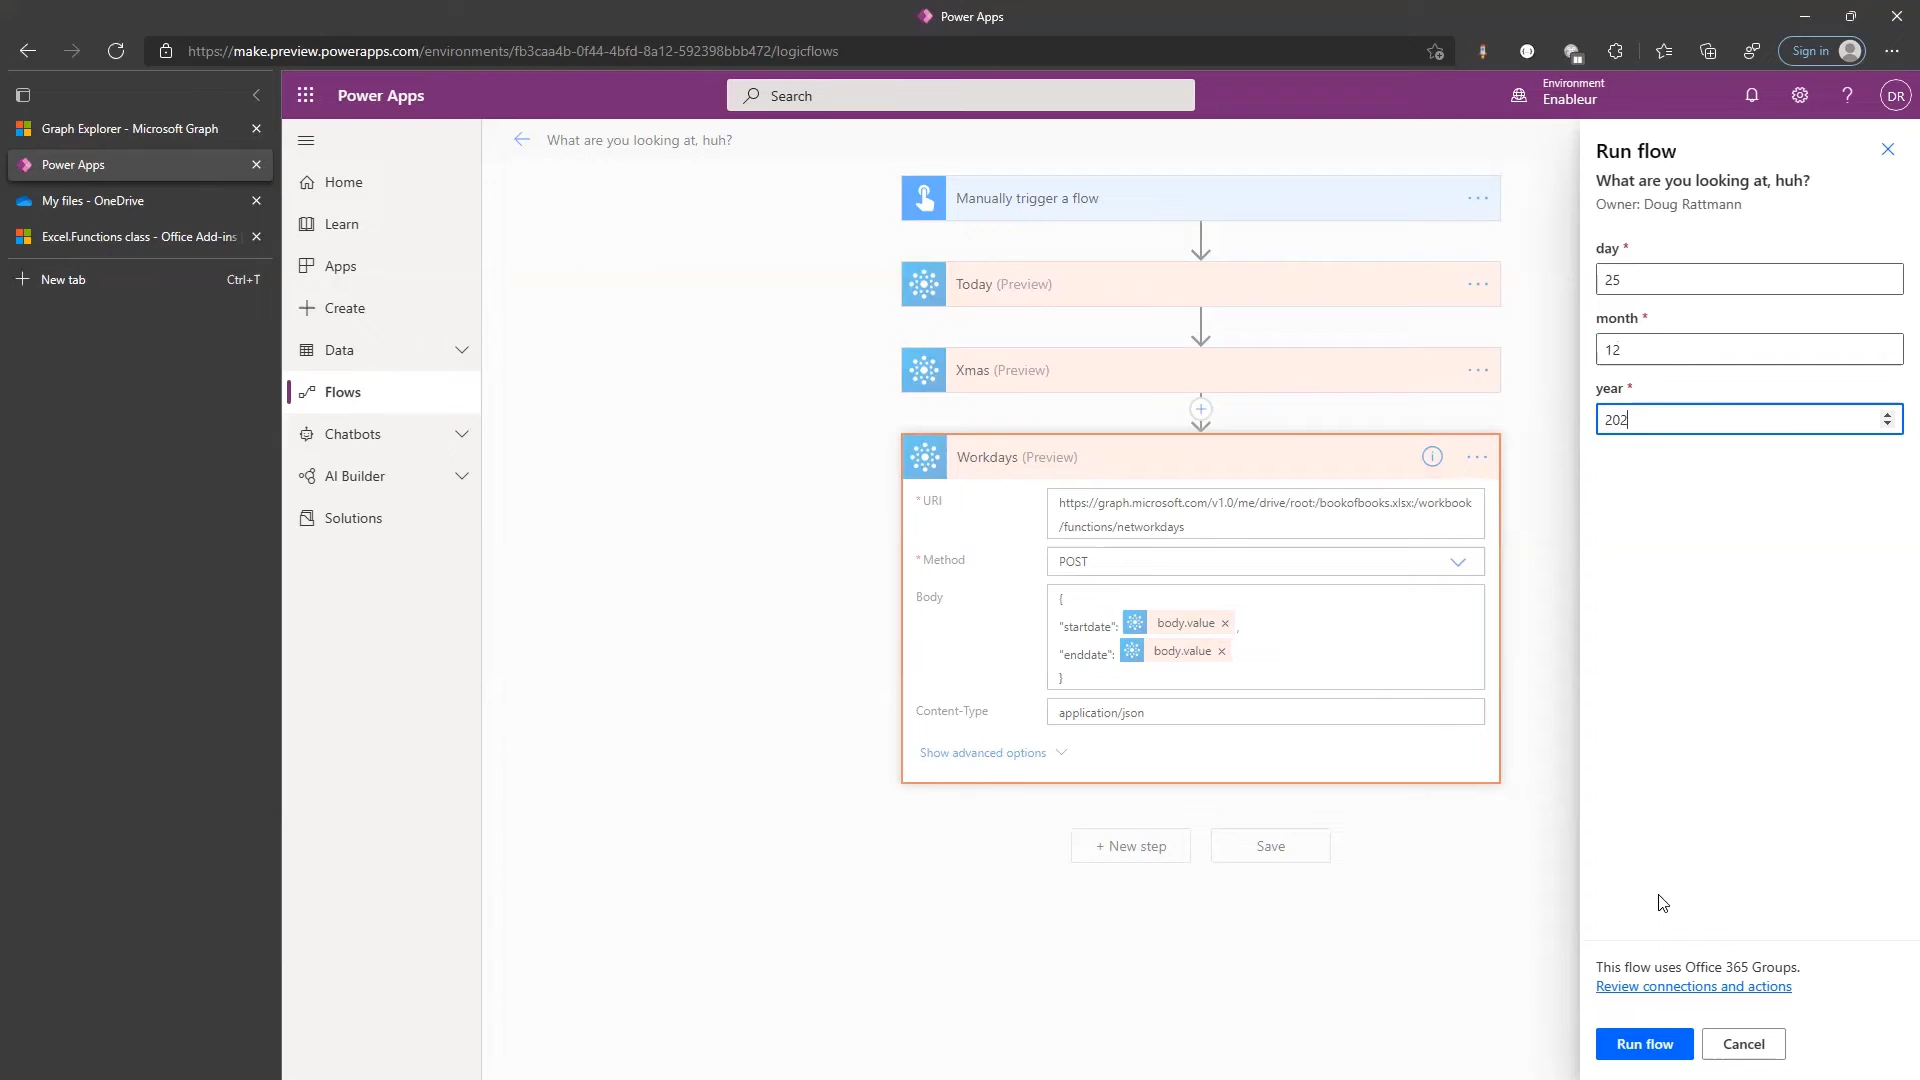 Power Apps
https://make.preview.powerapps.com/environments/fb3caa4b-0f44-4bfd-8a12-592398bbb472/logicflows
Sign in
Graph Explorer - Microsoft Graph
Power Apps
My files - OneDrive
Excel.Functions class - Office Add-ins
New tab Ctrl+T
Power Apps
Search
Environment
Enableur
DR
Home
Learn
Apps
Create
Data
Flows
Chatbots
AI Builder
Solutions
What are you looking at, huh?
Manually trigger a flow
Today (Preview)
Xmas (Preview)
Workdays (Preview)
* URI
https://graph.microsoft.com/v1.0/me/drive/root:/bookofbooks.xlsx:/workbook
/functions/networkdays
* Method
POST
Body
{
"startdate": body.value ,
"enddate": body.value
}
Content-Type
application/json
Show advanced options
+ New step
Save
Run flow
What are you looking at, huh?
Owner: Doug Rattmann
day *
25
month *
12
year *
202
This flow uses Office 365 Groups.
Review connections and actions
Run flow
Cancel